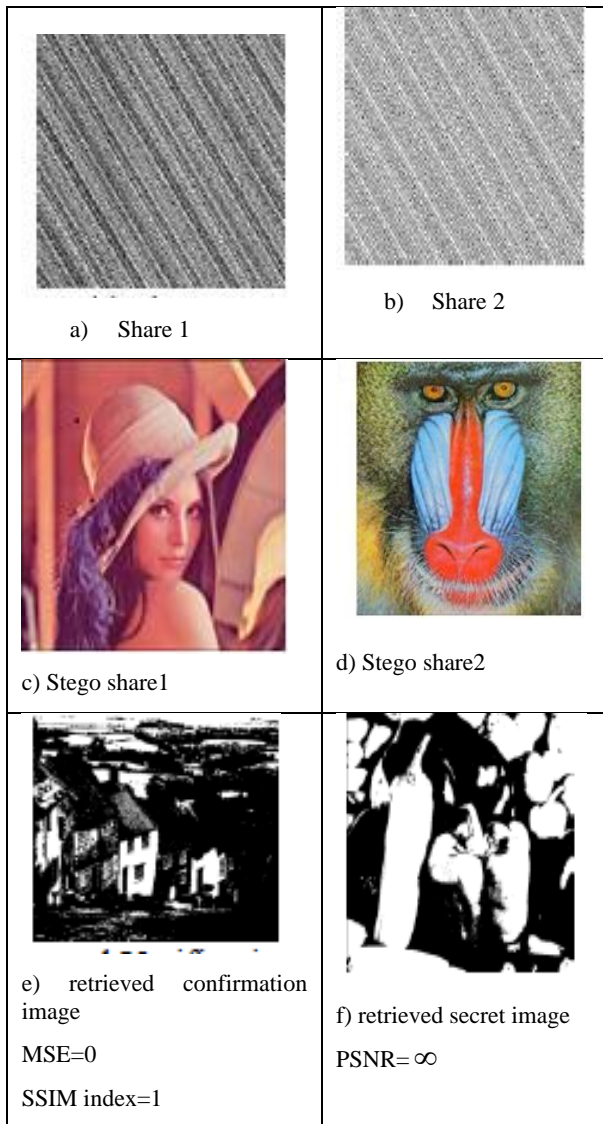 a) Share 1
b) Share 2
c) Stego share1
d) Stego share2
e) retrieved confirmation
image
MSE=0
SSIM index=1
f) retrieved secret image
PSNR= ∞